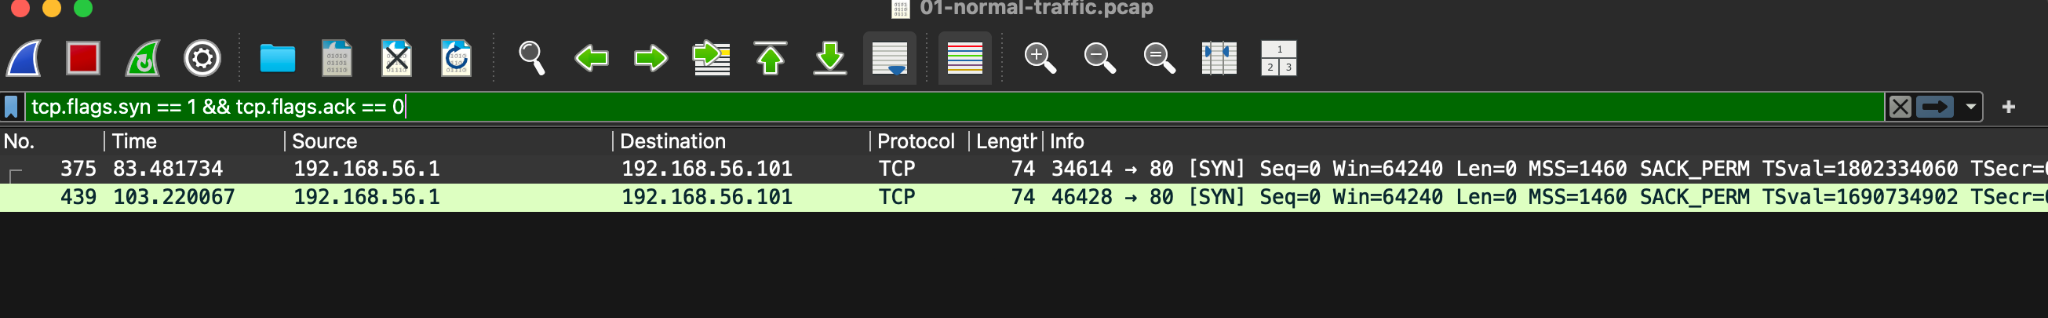 01-normal-traffic.pcap
1
2 3
tcp.flags.syn == 1 && tcp.flags.ack == 0
No. Time Source Destination Protocol Length Info
375 83.481734 192.168.56.1 192.168.56.101 TCP 74 34614 → 80 [SYN] Seq=0 Win=64240 Len=0 MSS=1460 SACK_PERM TSval=1802334060 TSecr=
439 103.220067 192.168.56.1 192.168.56.101 TCP 74 46428 → 80 [SYN] Seq=0 Win=64240 Len=0 MSS=1460 SACK_PERM TSval=1690734902 TSecr=